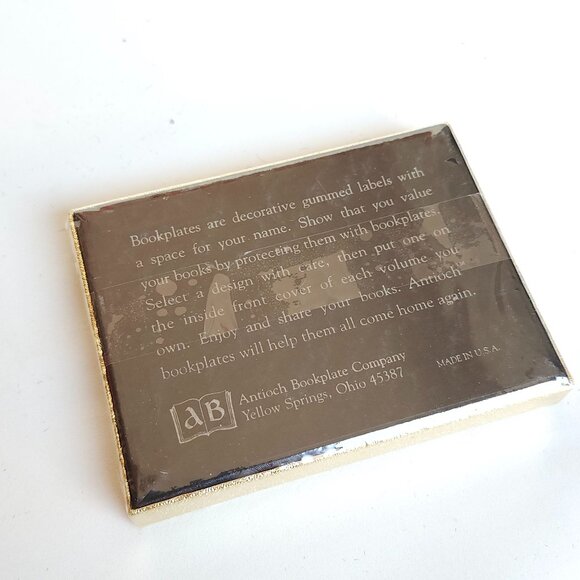 Bookplates are decorative gummed labels with
a space for your name. Show that you value
your books by protecting them with bookplates.
Select a design with care, then put one on
the inside front cover of each volume you
own. Enjoy and share your books. Antioch
bookplates will help them all come home again.
aB
Antioch Bookplate Company
Yellow Springs, Ohio 45387
MADE IN U.S.A.